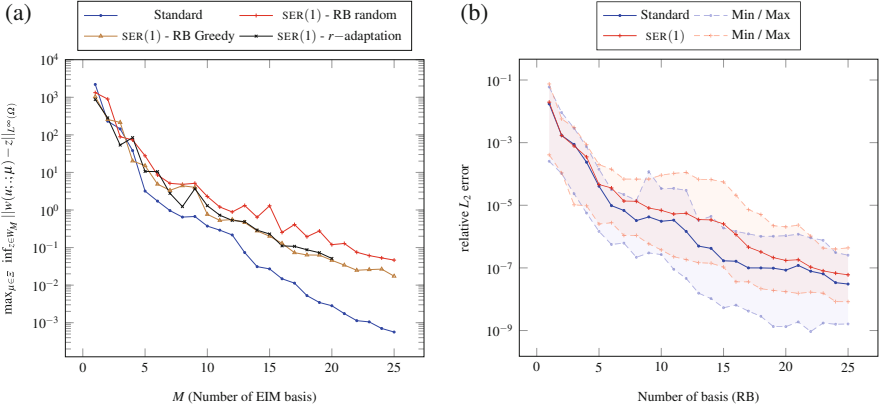 (a)
Standard
SER(1) - RB random
SER(1) - RB Greedy
SER(1) - r−adaptation
max_{μ∈Ξ} inf_{z∈W_M} ||w(u; .; μ) − z||_{L^∞(Ω)}
10^4
10^3
10^2
10^1
10^0
10^−1
10^−2
10^−3
0 5 10 15 20 25
M (Number of EIM basis)
(b)
Standard
Min / Max
SER(1)
Min / Max
relative L_2 error
10^−1
10^−3
10^−5
10^−7
10^−9
0 5 10 15 20 25
Number of basis (RB)